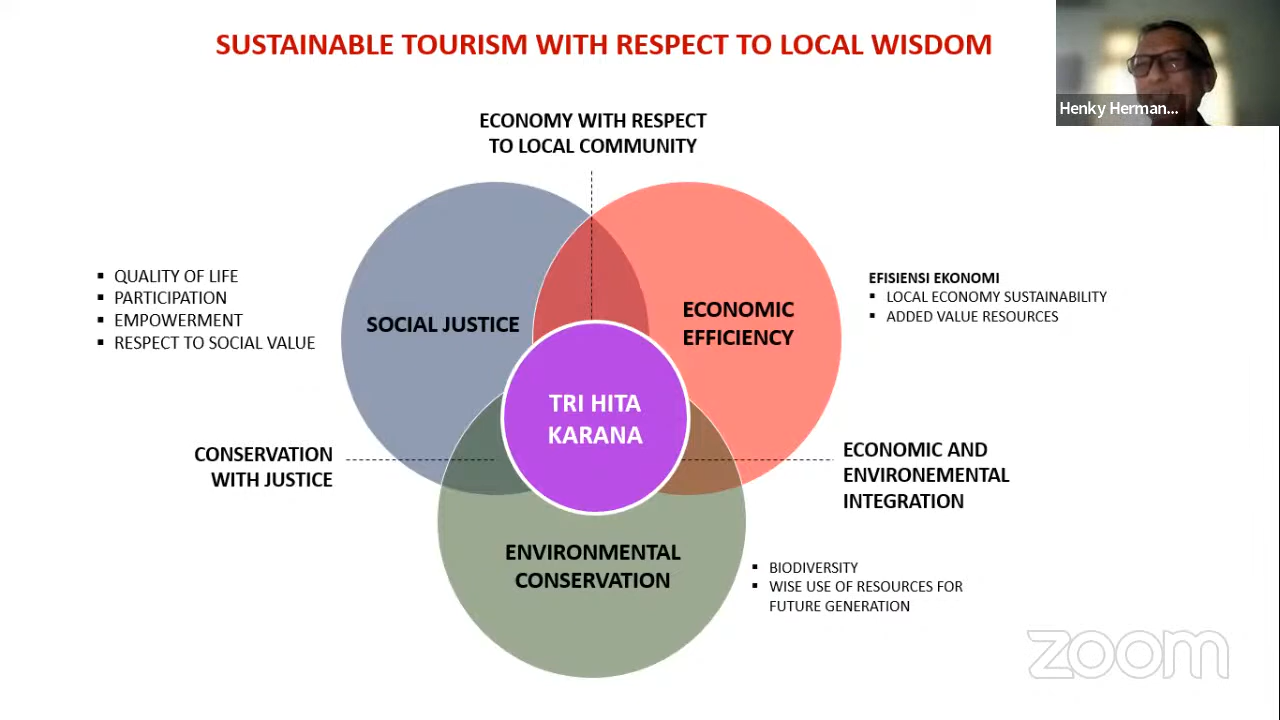 SUSTAINABLE TOURISM WITH RESPECT TO LOCAL WISDOM
Henky Herman...
ECONOMY WITH RESPECT
TO LOCAL COMMUNITY
▪ QUALITY OF LIFE
▪ PARTICIPATION
▪ EMPOWERMENT
▪ RESPECT TO SOCIAL VALUE
SOCIAL JUSTICE
ECONOMIC
EFFICIENCY
EFISIENSI EKONOMI
▪ LOCAL ECONOMY SUSTAINABILITY
▪ ADDED VALUE RESOURCES
TRI HITA
KARANA
CONSERVATION
WITH JUSTICE
ECONOMIC AND
ENVIRONEMENTAL
INTEGRATION
ENVIRONMENTAL
CONSERVATION
▪ BIODIVERSITY
▪ WISE USE OF RESOURCES FOR
FUTURE GENERATION
zoom